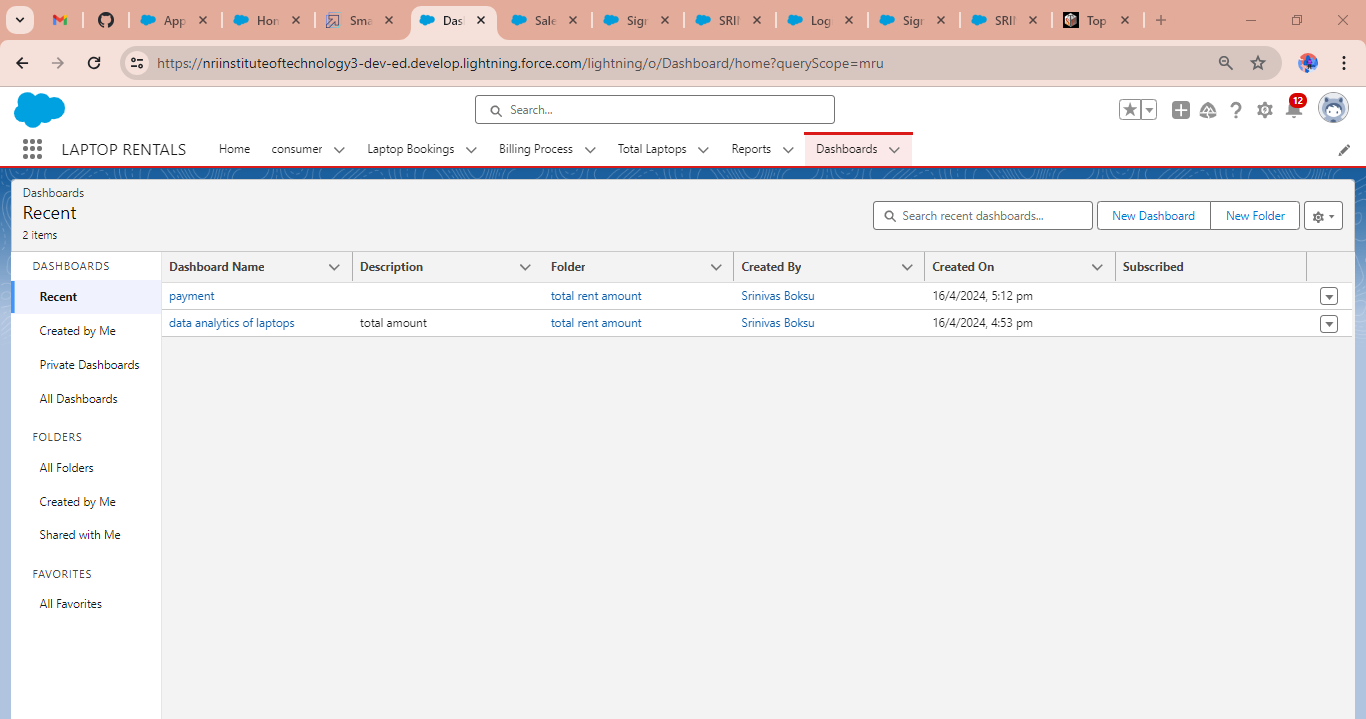 App Hon Sma Das Sale Sign SRIN Log Sign SRIN Top
https://nriinstituteoftechnology3-dev-ed.develop.lightning.force.com/lightning/o/Dashboard/home?queryScope=mru
Search...
12
LAPTOP RENTALS Home consumer Laptop Bookings Billing Process Total Laptops Reports Dashboards
Dashboards
Recent
2 items
Search recent dashboards...
New Dashboard
New Folder
DASHBOARDS
Recent
Created by Me
Private Dashboards
All Dashboards
FOLDERS
All Folders
Created by Me
Shared with Me
FAVORITES
All Favorites
Dashboard Name Description Folder Created By Created On Subscribed
payment total rent amount Srinivas Boksu 16/4/2024, 5:12 pm
data analytics of laptops total amount total rent amount Srinivas Boksu 16/4/2024, 4:53 pm